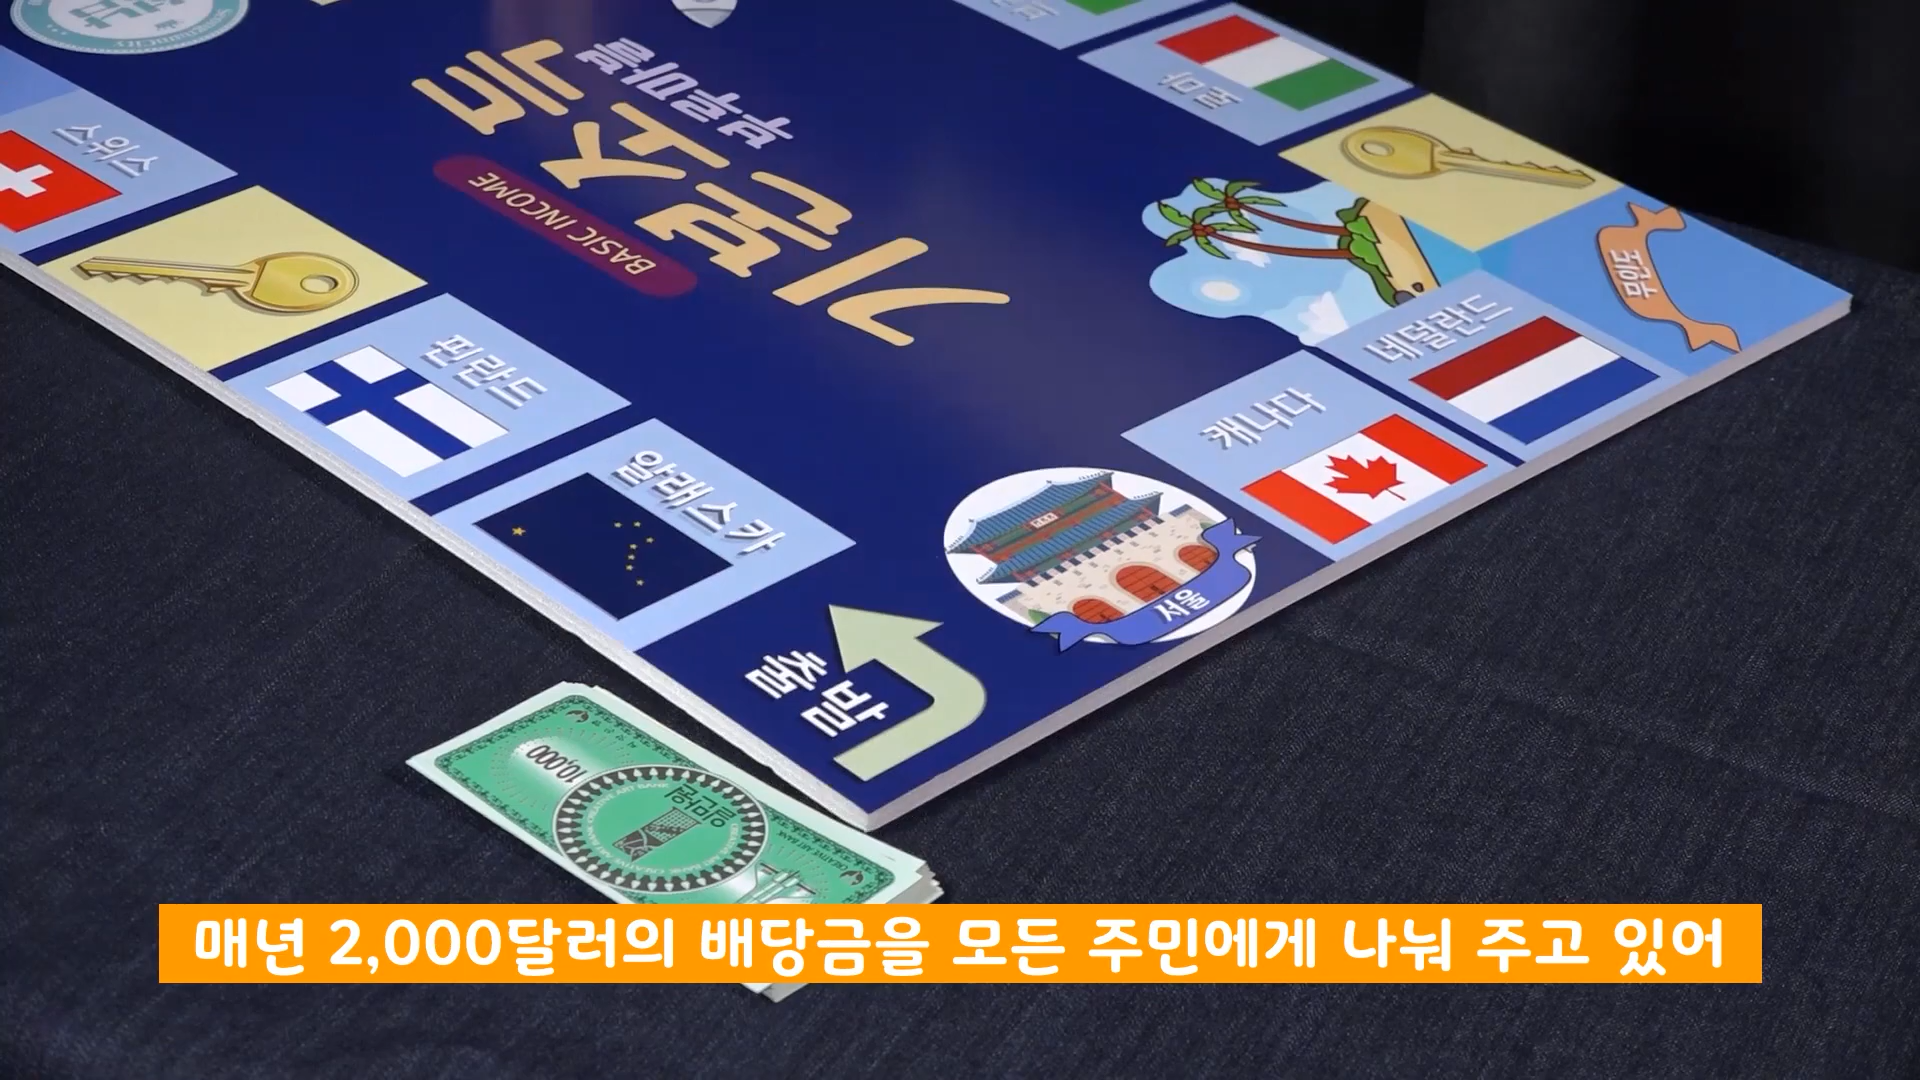 기본소득
부루마블
BASIC INCOME
스위스
핀란드
알래스카
출발
서울
캐나다
네덜란드
무인도
10,000
CREATIVE ART BANK
매년 2,000달러의 배당금을 모든 주민에게 나눠 주고 있어